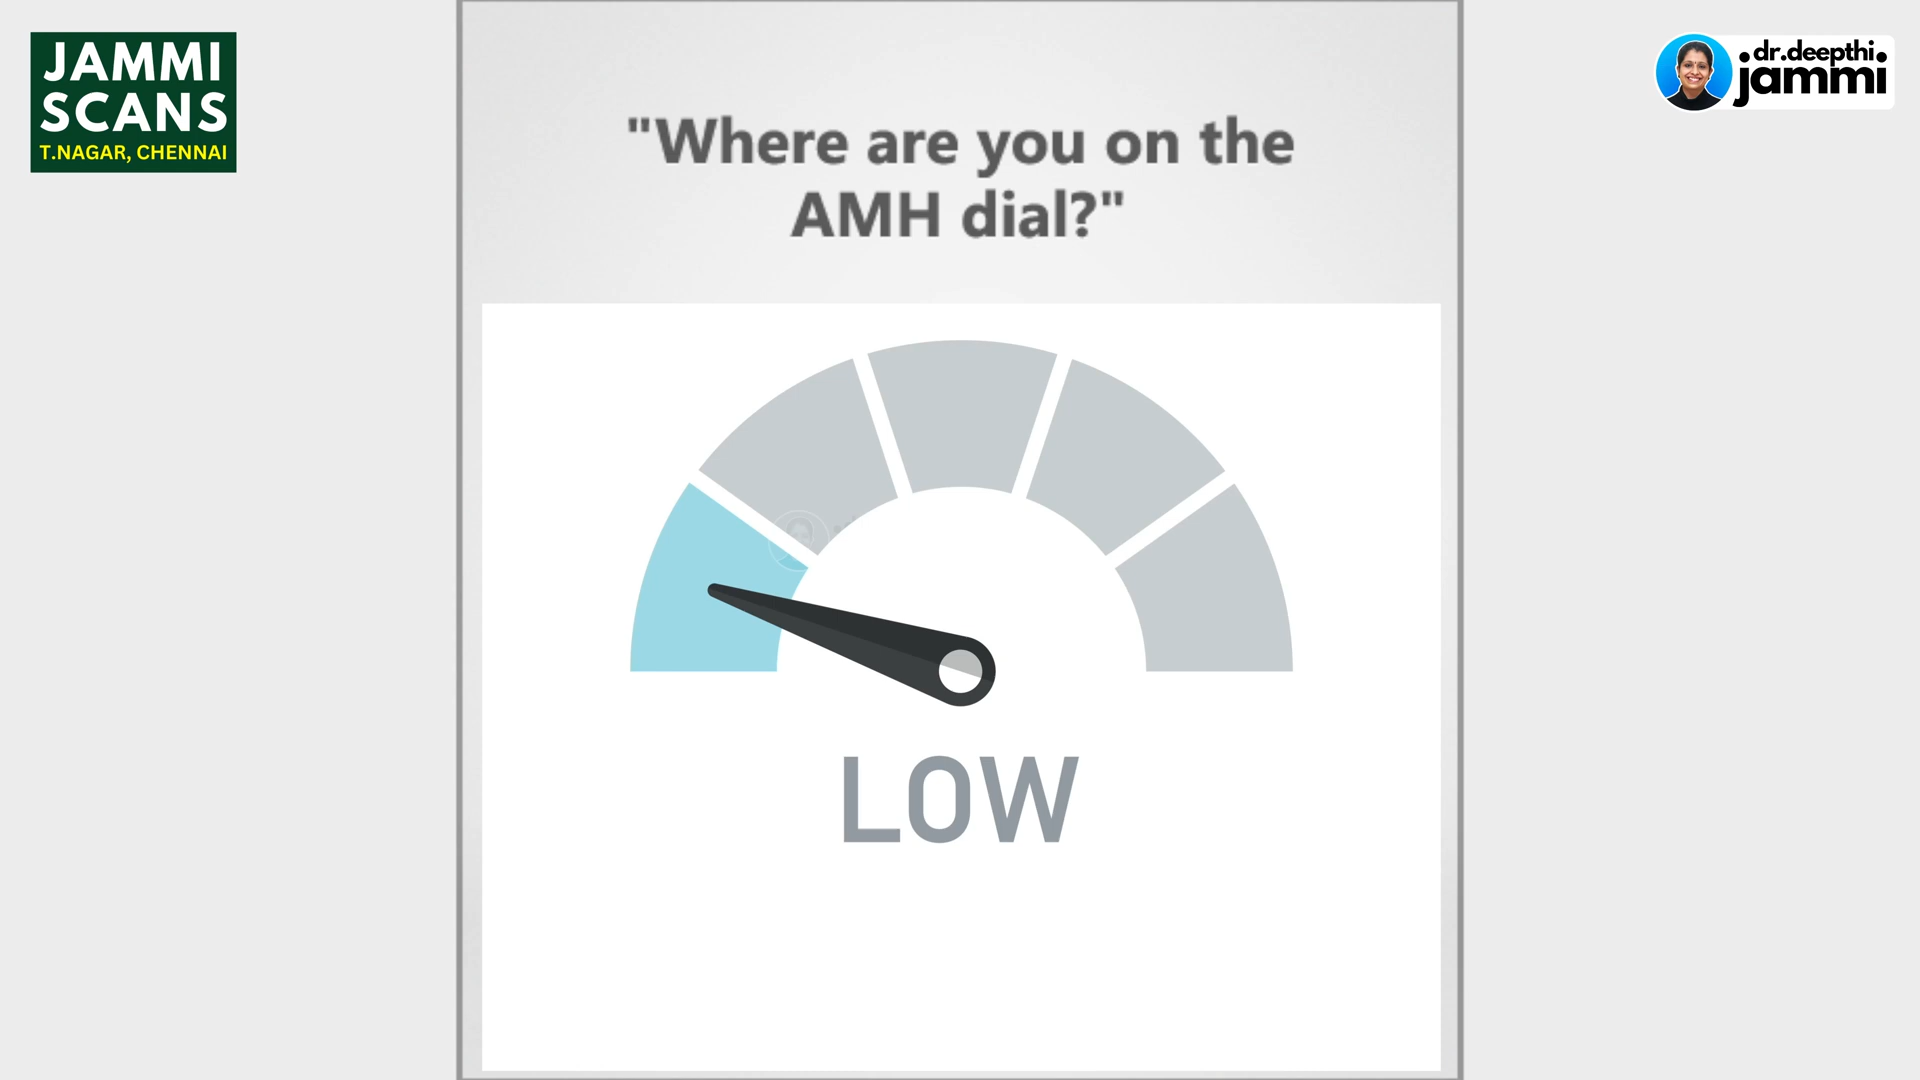 JAMMI
SCANS
T.NAGAR, CHENNAI
dr.deepthi
jammi
"Where are you on the
AMH dial?"
LOW